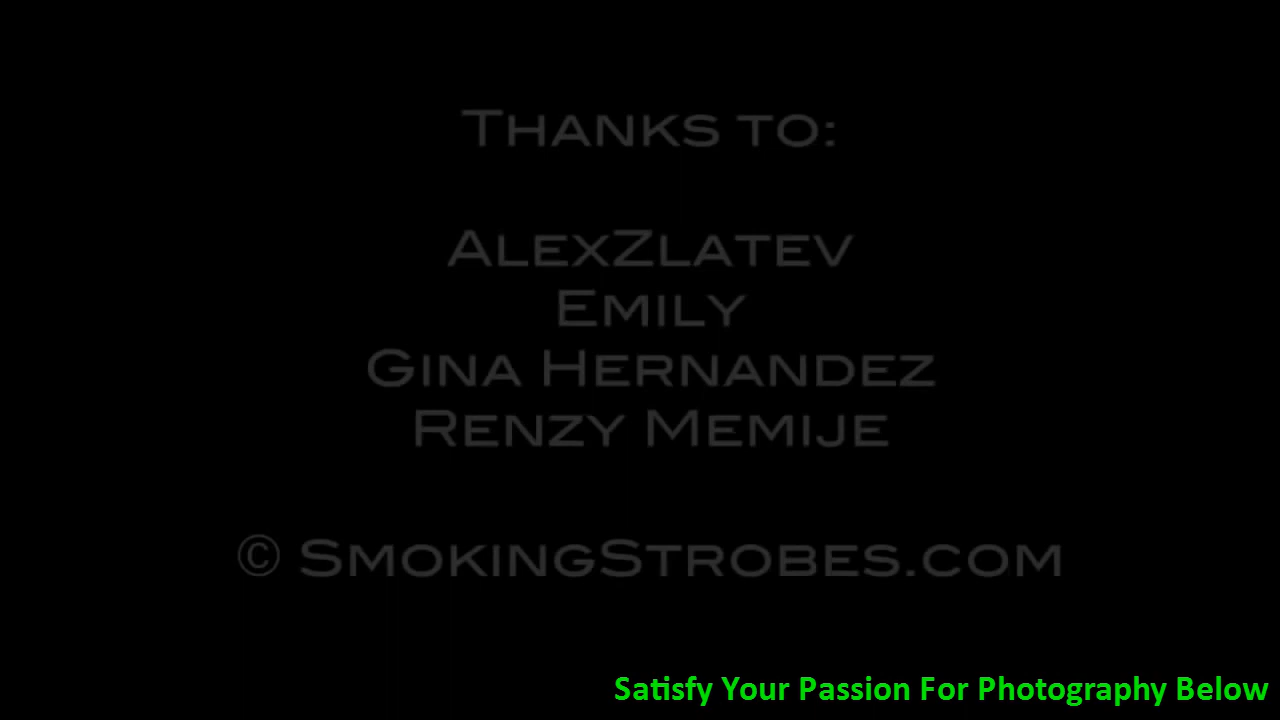 Thanks to:
AlexZlatev
Emily
Gina Hernandez
Renzy Memije
© SmokingStrobes.com
Satisfy Your Passion For Photography Below